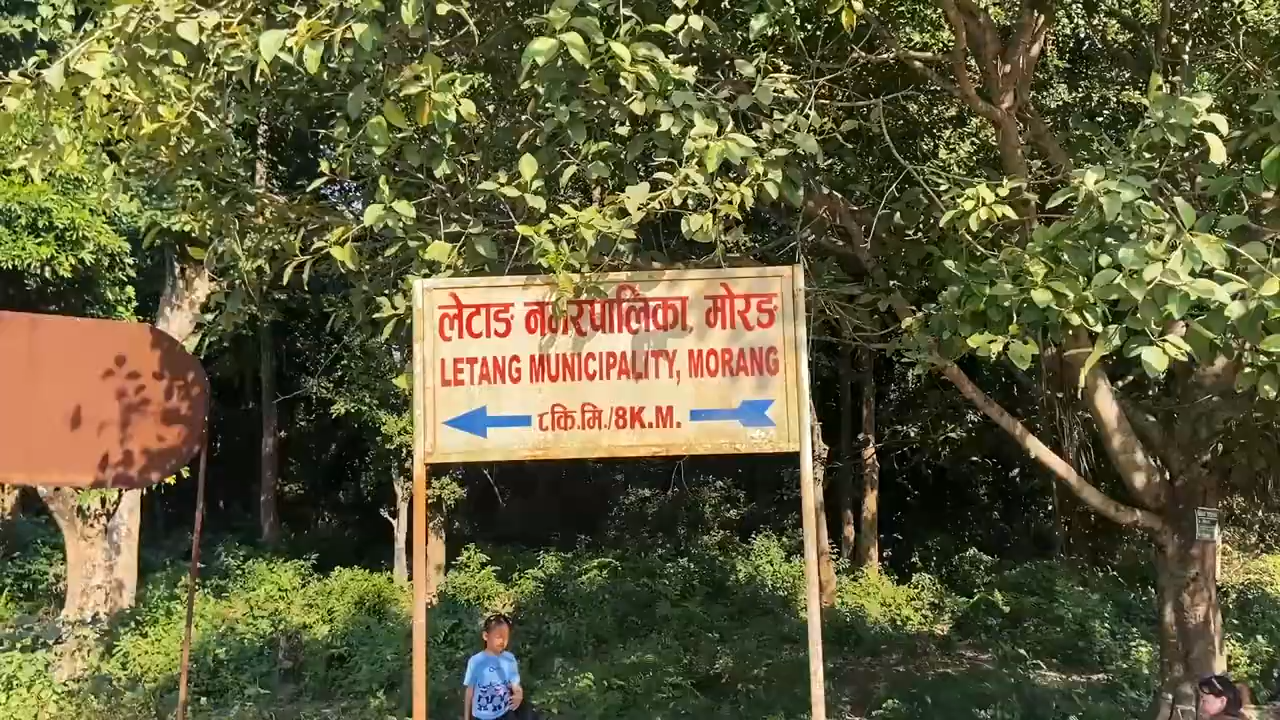 लेटाङ नगरपालिका, मोरङ
LETANG MUNICIPALITY, MORANG
८कि.मि./8K.M.